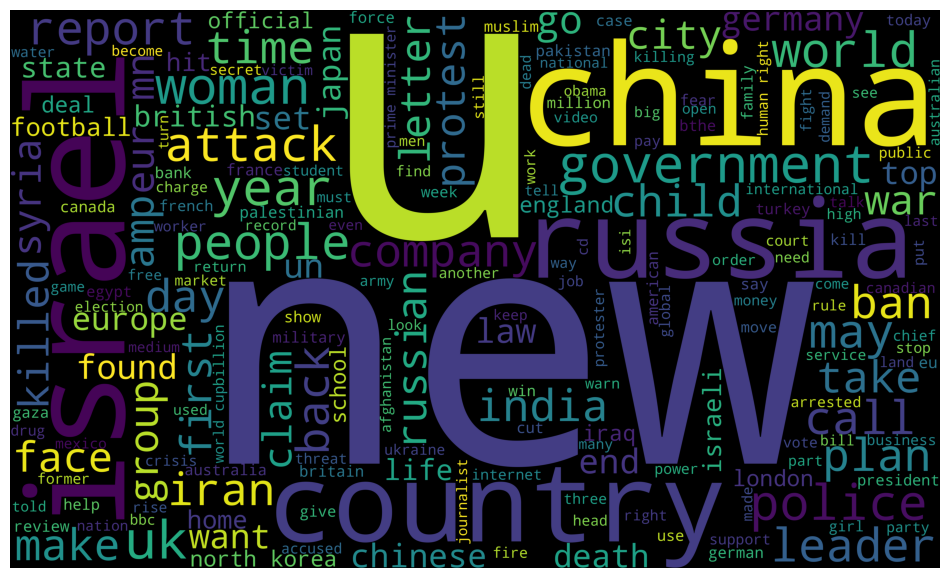 report
official
time
force
muslim
go
case
city
germany
today
water
become
state
hit
secret
victim
woman
mn
japan
letter
protest
still
dead
pakistan
national
killing
world
obama
million
video
fear
big
open
bthe
family
human right
fight
demand
see
australian
deal
british
set
prime minister
football
turn
attack
men
find
work
u
china
pay
public
israel
syria
ampeur
bank
charge
france
student
year
must
week
tell
government
international
top
canada
french
palestinian
record
even
england
child
war
worker
people
company
russia
isi
turkey
talk
high
last
killed
free
return
un
another
cd
way
job
court
need
order
kill
put
game
egypt
market
day
army
american
global
say
money
come
canadian
election
europe
show
look
keep
russian
new
move
rule
ban
medium
first
military
law
protester
may
chief
stop
found
claim
back
school
afghanistan
win
warn
service
land
eu
gaza
group
used
world cupbillion
india
israeli
take
drug
cut
arrested
call
mexico
ukraine
many
iraq
vote
face
former
crisis
threat
life
end
bill
business
iran
australia
britain
internet
power
london
part
plan
president
told
help
rise
give
country
journalist
three
made
police
review
nation
bbc
home
head
right
girl
party
make
uk
want
accused
use
support
leader
north korea
chinese
fire
death
german